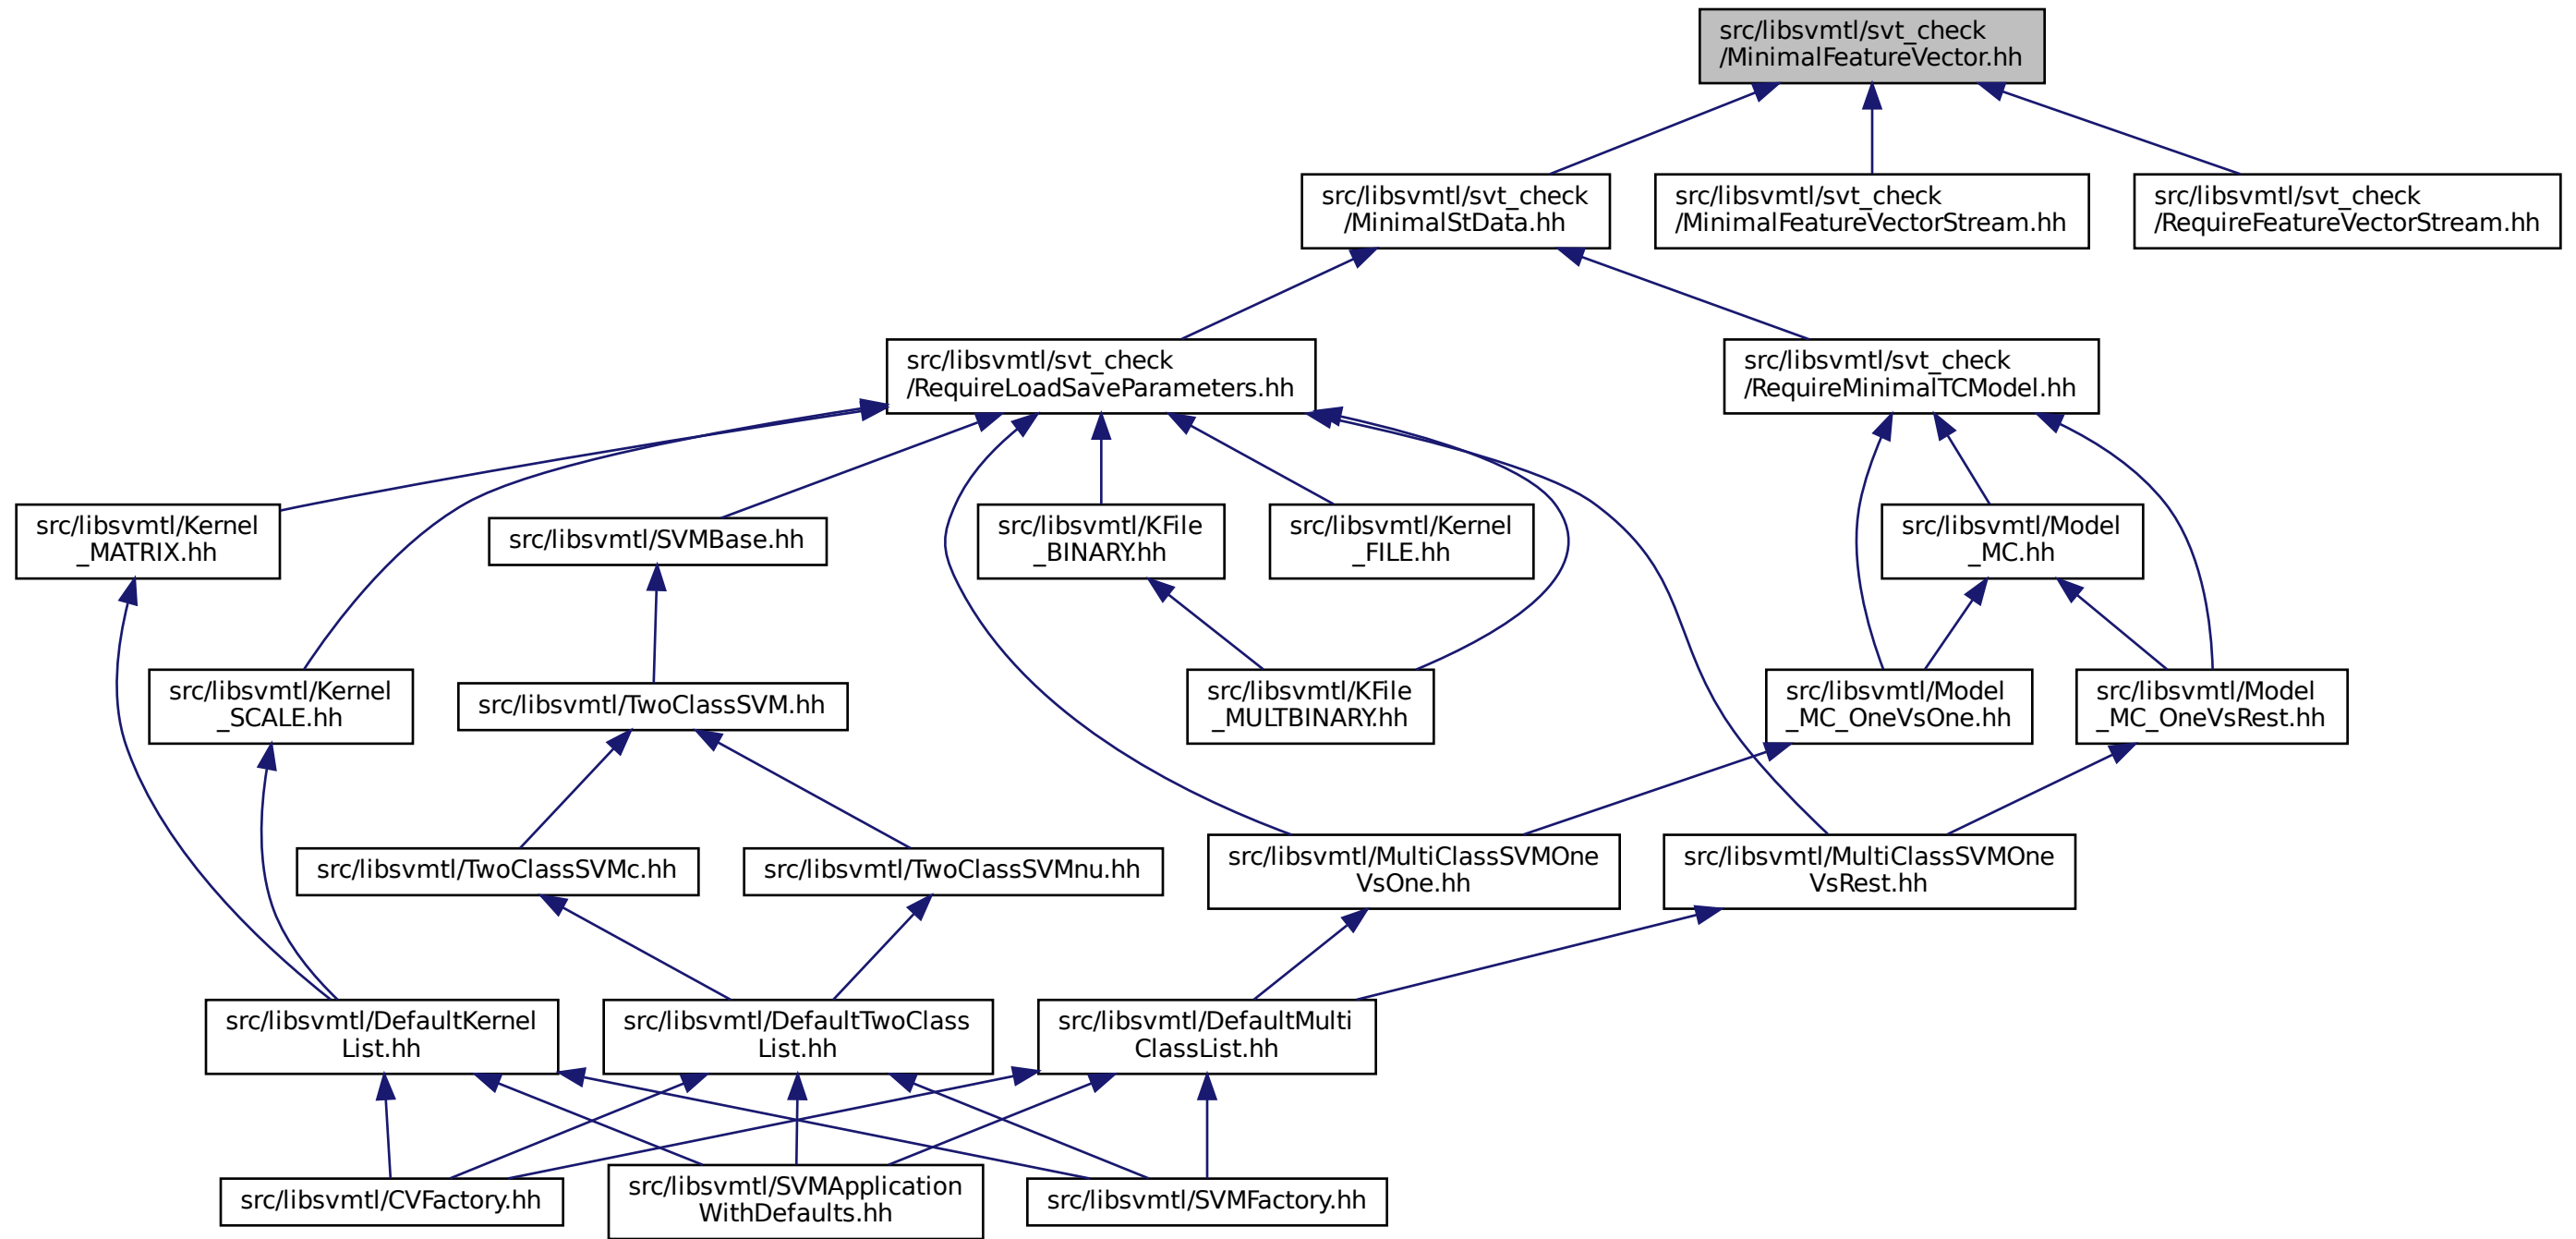 src/libsvmtl/svt_check
/MinimalFeatureVector.hh
src/libsvmtl/svt_check
/MinimalStData.hh
src/libsvmtl/svt_check
/MinimalFeatureVectorStream.hh
src/libsvmtl/svt_check
/RequireFeatureVectorStream.hh
src/libsvmtl/svt_check
/RequireLoadSaveParameters.hh
src/libsvmtl/svt_check
/RequireMinimalTCModel.hh
src/libsvmtl/Kernel
_MATRIX.hh
src/libsvmtl/SVMBase.hh
src/libsvmtl/KFile
_BINARY.hh
src/libsvmtl/Kernel
_FILE.hh
src/libsvmtl/Model
_MC.hh
src/libsvmtl/Kernel
_SCALE.hh
src/libsvmtl/TwoClassSVM.hh
src/libsvmtl/KFile
_MULTBINARY.hh
src/libsvmtl/Model
_MC_OneVsOne.hh
src/libsvmtl/Model
_MC_OneVsRest.hh
src/libsvmtl/TwoClassSVMc.hh
src/libsvmtl/TwoClassSVMnu.hh
src/libsvmtl/MultiClassSVMOne
VsOne.hh
src/libsvmtl/MultiClassSVMOne
VsRest.hh
src/libsvmtl/DefaultKernel
List.hh
src/libsvmtl/DefaultTwoClass
List.hh
src/libsvmtl/DefaultMulti
ClassList.hh
src/libsvmtl/CVFactory.hh
src/libsvmtl/SVMApplication
WithDefaults.hh
src/libsvmtl/SVMFactory.hh